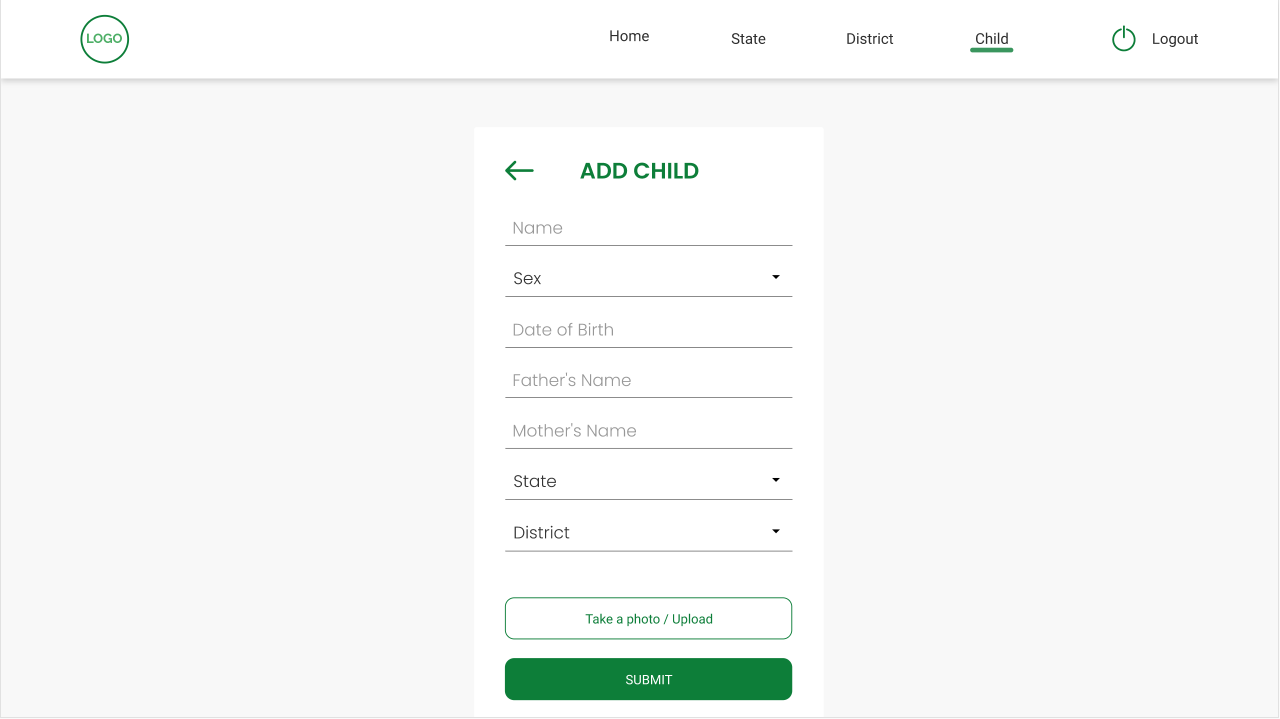 LOGO
Home
State
District
Child
Logout
ADD CHILD
Name
Sex
Date of Birth
Father's Name
Mother's Name
State
District
Take a photo / Upload
SUBMIT